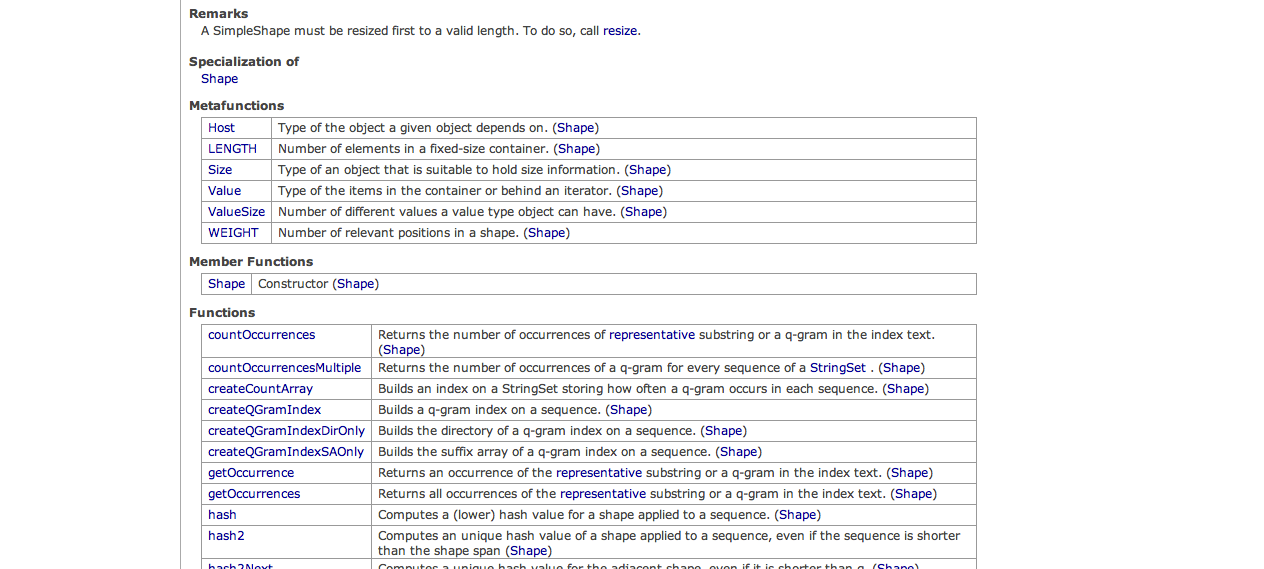 Remarks
A SimpleShape must be resized first to a valid length. To do so, call resize.
Specialization of
Shape
Metafunctions
Host Type of the object a given object depends on. (Shape)
LENGTH Number of elements in a fixed-size container. (Shape)
Size Type of an object that is suitable to hold size information. (Shape)
Value Type of the items in the container or behind an iterator. (Shape)
ValueSize Number of different values a value type object can have. (Shape)
WEIGHT Number of relevant positions in a shape. (Shape)
Member Functions
Shape Constructor (Shape)
Functions
countOccurrences Returns the number of occurrences of representative substring or a q-gram in the index text.
(Shape)
countOccurrencesMultiple Returns the number of occurrences of a q-gram for every sequence of a StringSet . (Shape)
createCountArray Builds an index on a StringSet storing how often a q-gram occurs in each sequence. (Shape)
createQGramIndex Builds a q-gram index on a sequence. (Shape)
createQGramIndexDirOnly Builds the directory of a q-gram index on a sequence. (Shape)
createQGramIndexSAOnly Builds the suffix array of a q-gram index on a sequence. (Shape)
getOccurrence Returns an occurrence of the representative substring or a q-gram in the index text. (Shape)
getOccurrences Returns all occurrences of the representative substring or a q-gram in the index text. (Shape)
hash Computes a (lower) hash value for a shape applied to a sequence. (Shape)
hash2 Computes an unique hash value of a shape applied to a sequence, even if the sequence is shorter
than the shape span (Shape)
hash2Next Computes a unique hash value for the adjacent shape, even if it is shorter than q. (Shape)